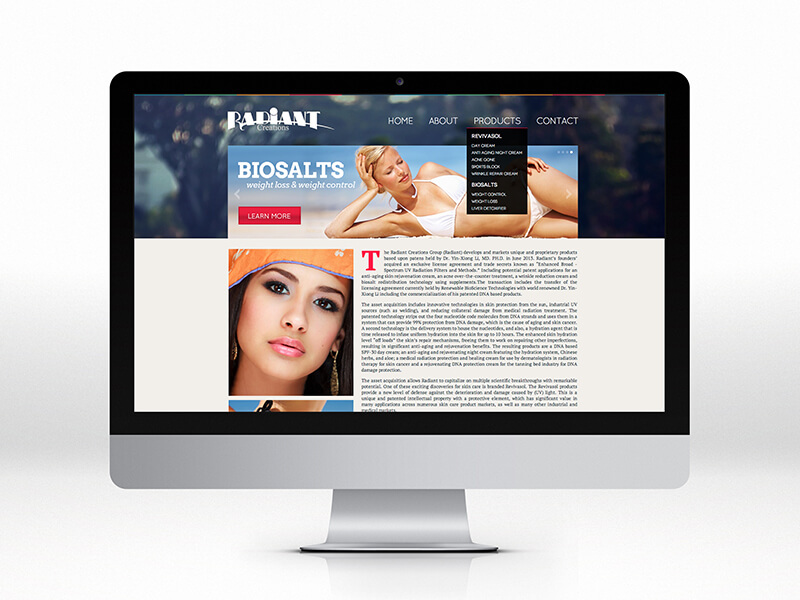 RADIANT
Creations
HOME ABOUT PRODUCTS CONTACT
REVIVASOL
DAY CREAM
ANTI AGING NIGHT CREAM
ACNE GONE
SPORTS BLOCK
WRINKLE REPAIR CREAM
BIOSALTS
WEIGHT CONTROL
WEIGHT LOSS
LIVER DETOXIFIER
BIOSALTS
weight loss & weight control
LEARN MORE
The Radiant Creations Group (Radiant) develops and markets unique and proprietary products
based upon patens held by Dr. Yin-Xiong Li, MD. PH.D. in June 2013. Radiant's founders'
acquired an exclusive license agreement and trade secrets known as "Enhanced Broad -
Spectrum UV Radiation Filters and Methods." Including potential patent applications for an
anti-aging skin rejuvenation cream, an acne over-the-counter treatment, a wrinkle reduction cream and
biosalt redistribution technology using supplements.The transaction includes the transfer of the
licensing agreement currently held by Renewable BioScience Technologies with world renowned Dr. Yin-
Xiong Li including the commercialization of his patented DNA based products.
The asset acquisition includes innovative technologies in skin protection from the sun, industrial UV
sources (such as welding), and reducing collateral damage from medical radiation treatment. The
patented technology strips out the four nucleotide code molecules from DNA strands and uses them in a
system that can provide 99% protection from DNA damage, which is the cause of aging and skin cancer.
A second technology is the delivery system to house the nucleotides, and also, a hydration agent that is
time released to infuse uniform hydration into the skin for up to 10 hours. The enhanced skin hydration
level "off loads" the skin's repair mechanisms, freeing them to work on repairing other imperfections,
resulting in significant anti-aging and rejuvenation benefits. The resulting products are a DNA based
SPF-30 day cream; an anti-aging and rejuvenating night cream featuring the hydration system, Chinese
herbs, and aloe; a medical radiation protection and healing cream for use by dermatologists in radiation
therapy for skin cancer and a rejuvenating DNA protection cream for the tanning bed industry for DNA
damage protection.
The asset acquisition allows Radiant to capitalize on multiple scientific breakthroughs with remarkable
potential. One of these exciting discoveries for skin care is branded Revivasol. The Revivasol products
provide a new level of defense against the deterioration and damage caused by (UV) light. This is a
unique and patented intellectual property with a protective element, which has significant value in
many applications across numerous skin care product markets, as well as many other industrial and
medical markets.